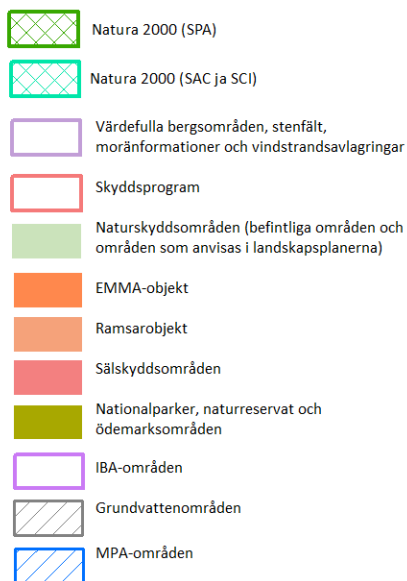 Natura 2000 (SPA)
Natura 2000 (SAC ja SCI)
Värdefulla bergsområden, stenfält,
moränformationer och vindstrandsavlagringar
Skyddsprogram
Naturskyddsområden (befintliga områden och
områden som anvisas i landskapsplanerna)
EMMA-objekt
Ramsarobjekt
Sälskyddsområden
Nationalparker, naturreservat och
ödemarksområden
IBA-områden
Grundvattenområden
MPA-områden